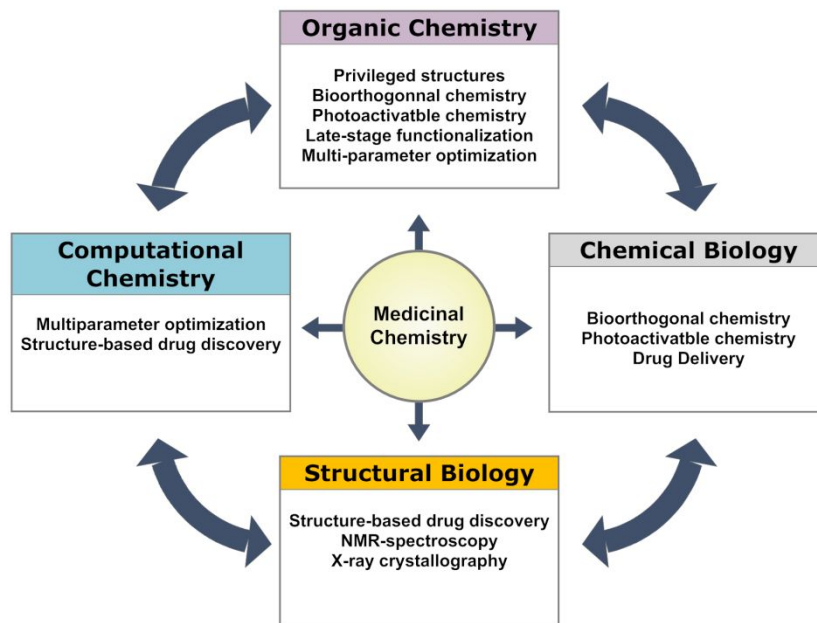 Organic Chemistry
Privileged structures
Bioorthogonnal chemistry
Photoactivatble chemistry
Late-stage functionalization
Multi-parameter optimization
Computational
Chemistry
Multiparameter optimization
Structure-based drug discovery
Medicinal
Chemistry
Chemical Biology
Bioorthogonal chemistry
Photoactivatble chemistry
Drug Delivery
Structural Biology
Structure-based drug discovery
NMR-spectroscopy
X-ray crystallography